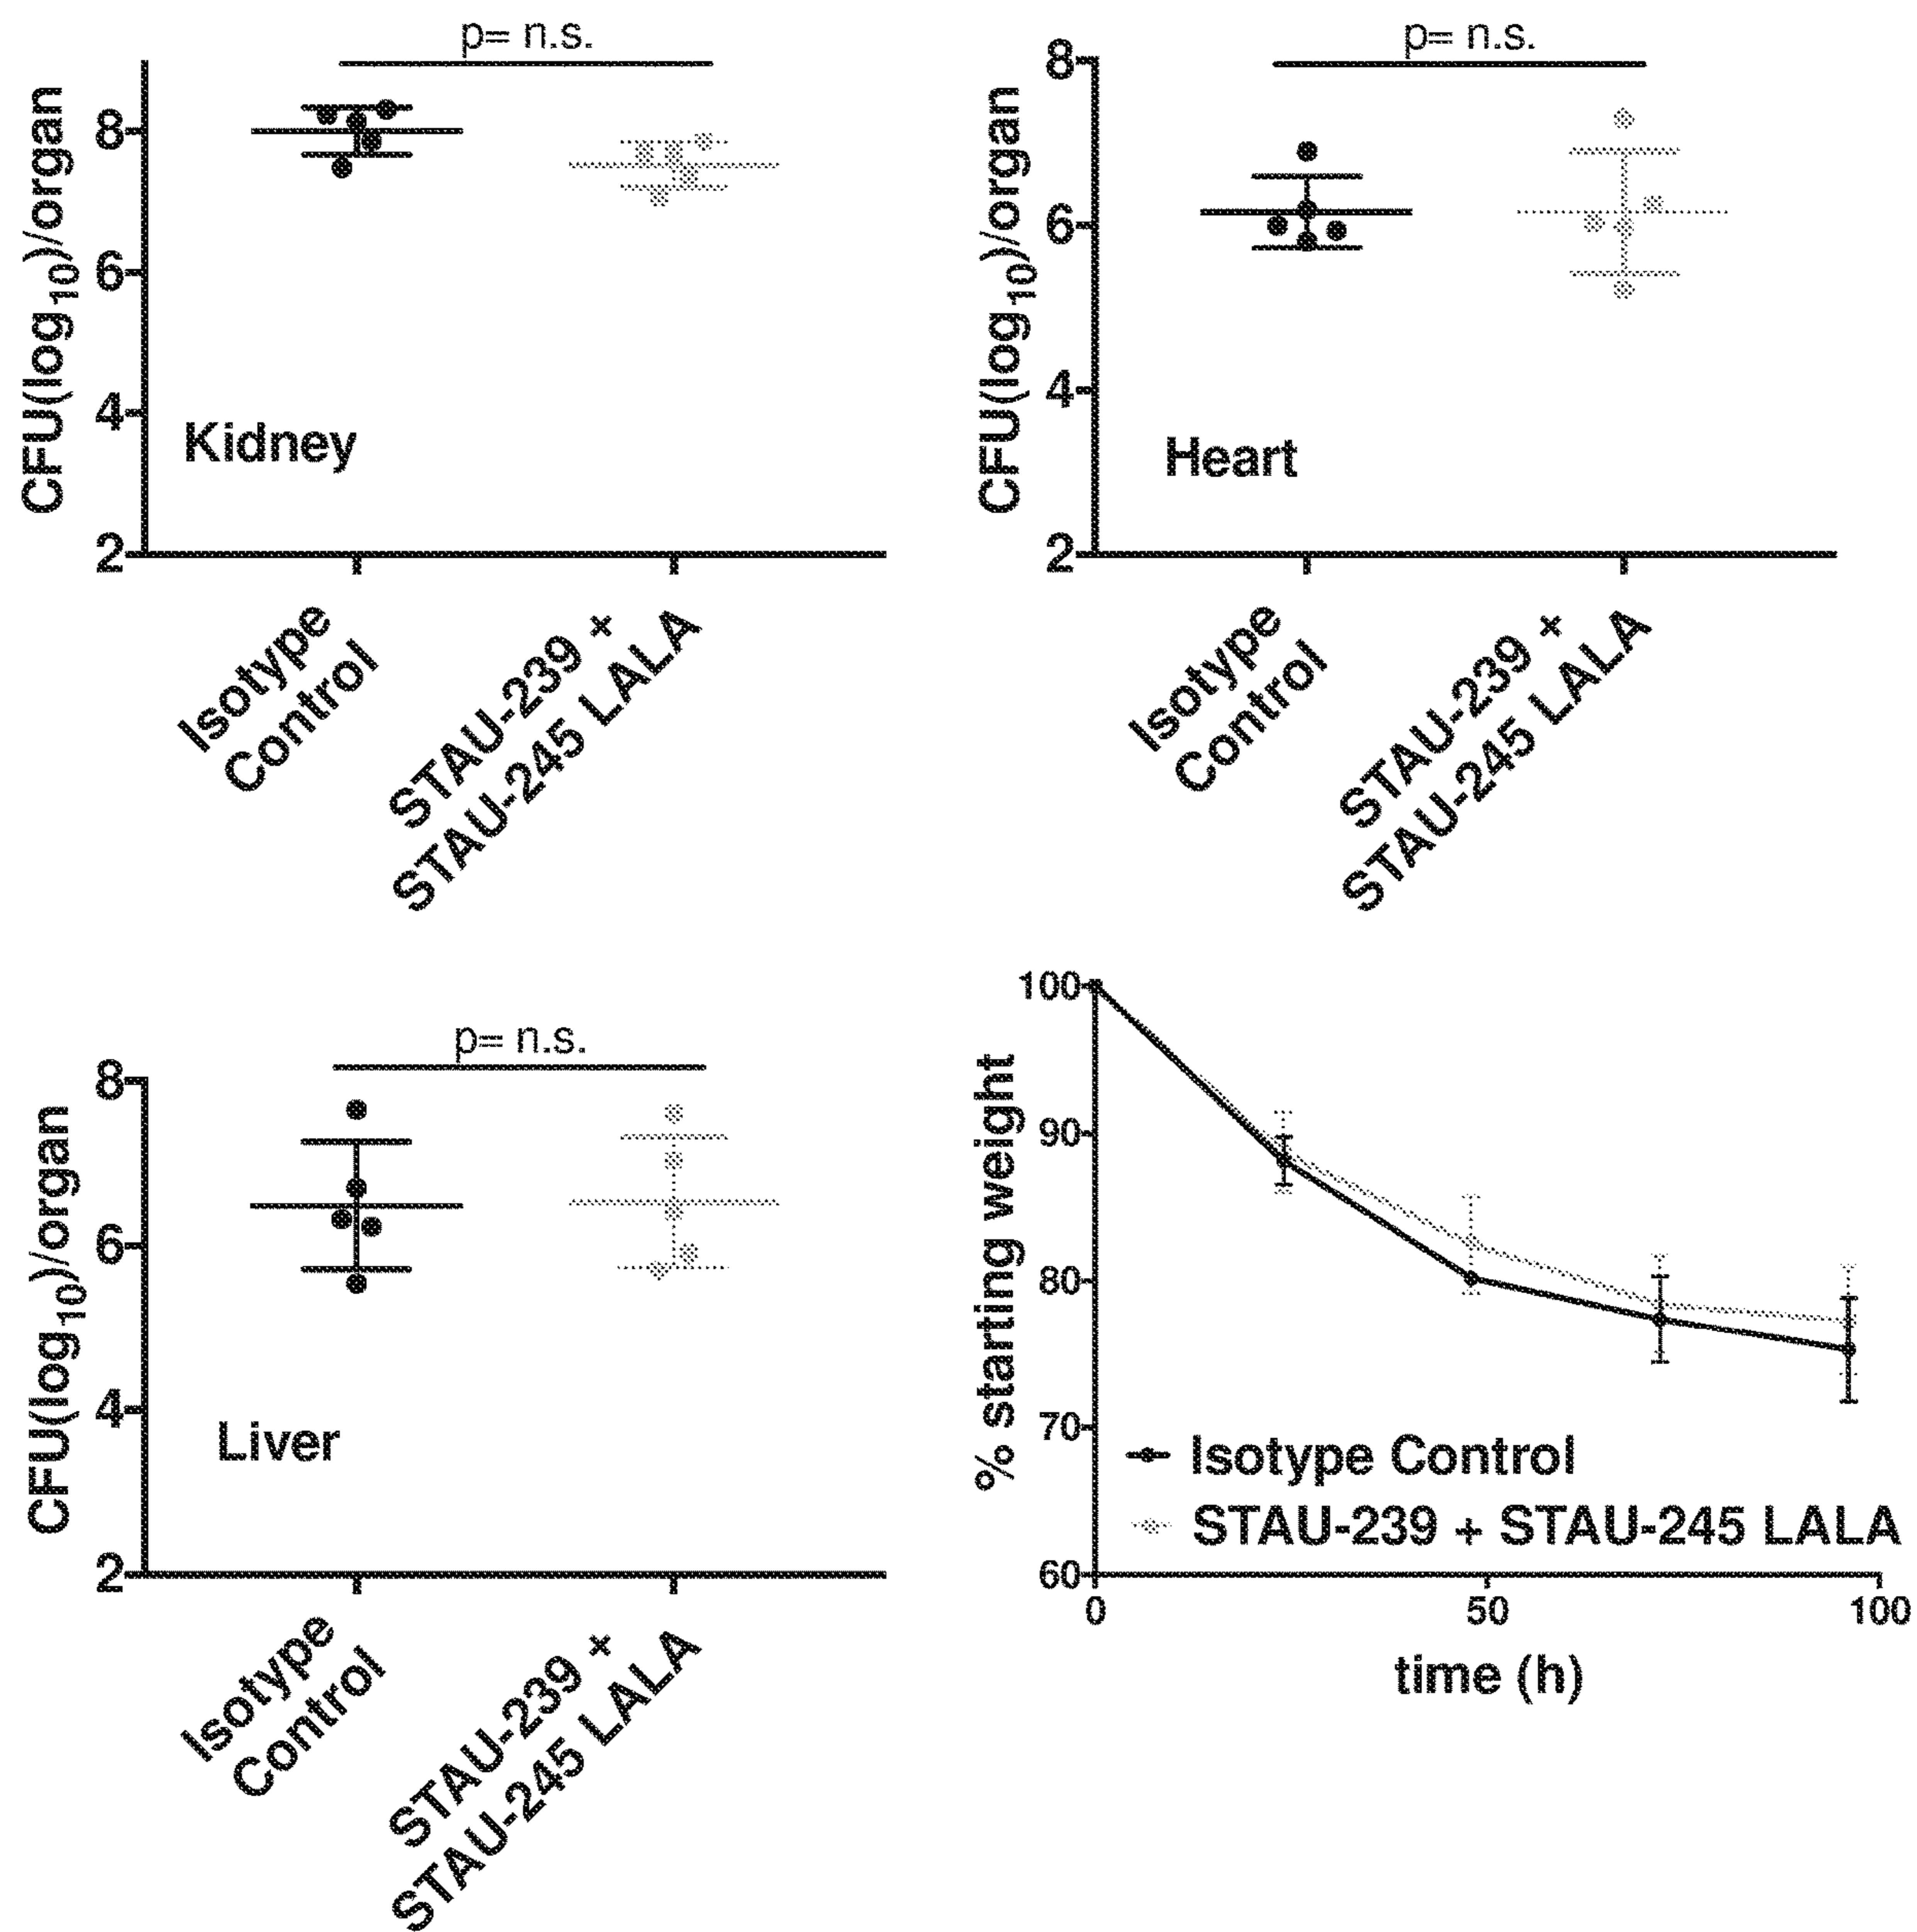 p= n.s.
CFU(log10)/organ
8
6
4
2
Kidney
Isotype
Control
STAU-239 +
STAU-245 LALA
p= n.s.
CFU(log10)/organ
8
6
4
2
Heart
Isotype
Control
STAU-239 +
STAU-245 LALA
p= n.s.
CFU(log10)/organ
8
6
4
2
Liver
Isotype
Control
STAU-239 +
STAU-245 LALA
% starting weight
100
90
80
70
60
Isotype Control
STAU-239 + STAU-245 LALA
0 50 100
time (h)